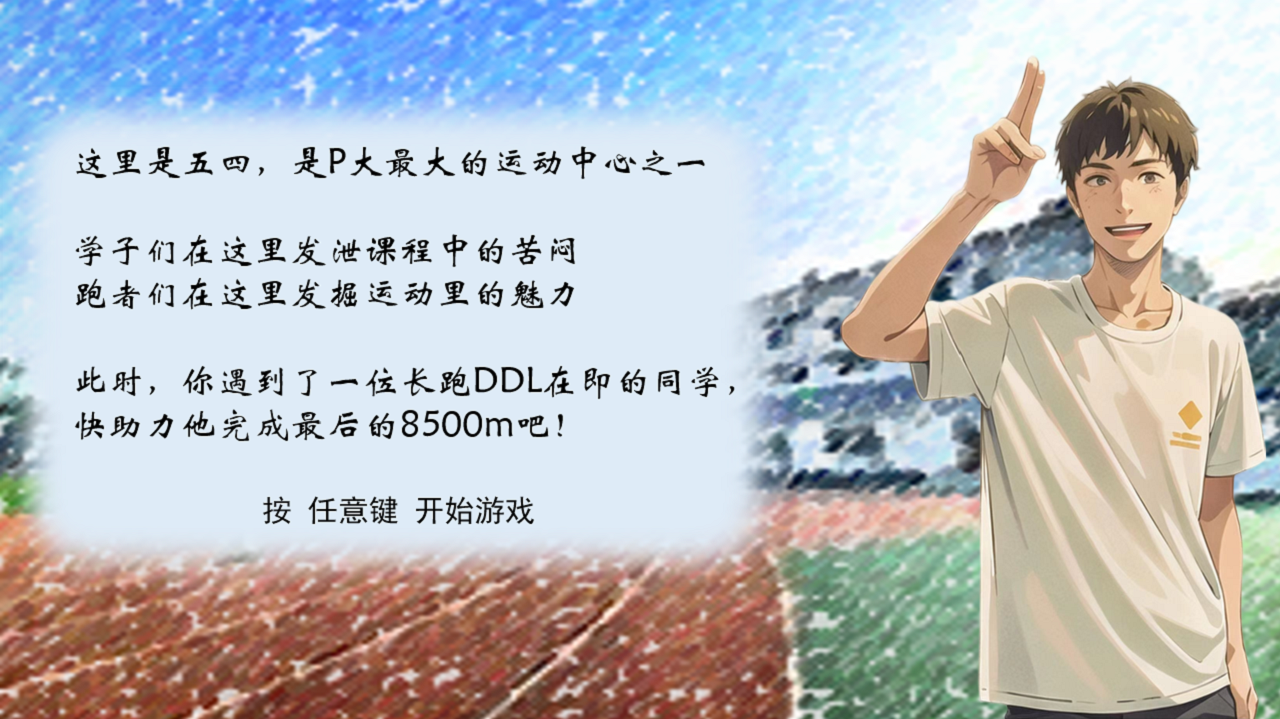 这里是五四，是P大最大的运动中心之一
学子们在这里发泄课程中的苦闷
跑者们在这里发掘运动里的魅力
此时，你遇到了一位长跑DDL在即的同学，
快助力他完成最后的8500m吧！
按 任意键 开始游戏